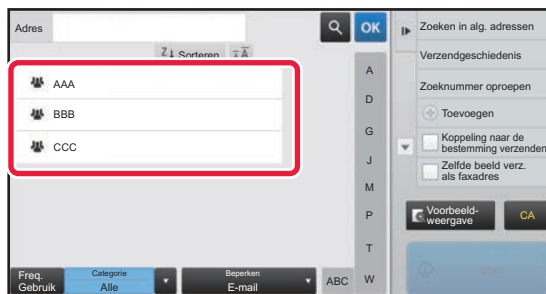 Adres
OK
Sorteren
AAA
BBB
CCC
A
D
G
J
M
P
T
W
Freq.
Gebruik
Categorie
Alle
Beperken
E-mail
ABC
Zoeken in alg. adressen
Verzendgeschiedenis
Zoeknummer oproepen
Toevoegen
Koppeling naar de
bestemming verzenden
Zelfde beeld verz.
als faxadres
Voorbeeld-
weergave
CA
Start